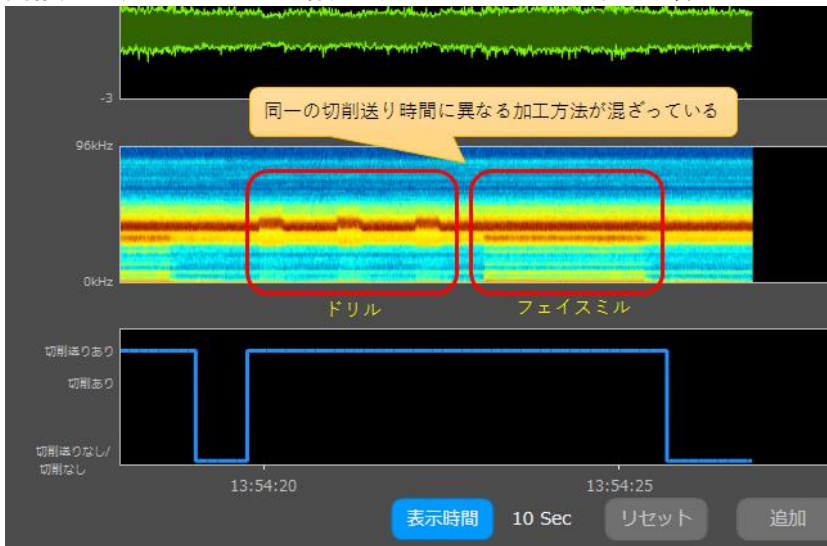 -3
同一の切削送り時間に異なる加工方法が混ざっている
96kHz
0kHz
ドリル
フェイスミル
切削送りあり
切削あり
切削送りなし/
切削なし
13:54:20
13:54:25
表示時間
10 Sec
リセット
追加